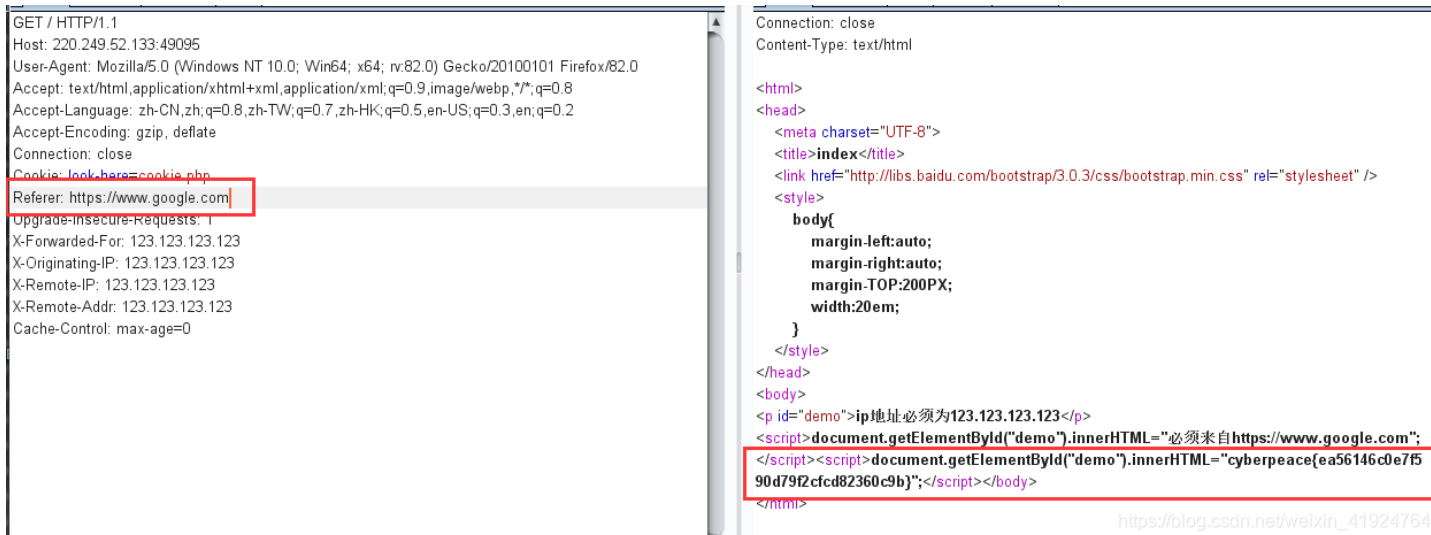 GET / HTTP/1.1
Host: 220.249.52.133:49095
User-Agent: Mozilla/5.0 (Windows NT 10.0; Win64; x64; rv:82.0) Gecko/20100101 Firefox/82.0
Accept: text/html,application/xhtml+xml,application/xml;q=0.9,image/webp,*/*;q=0.8
Accept-Language: zh-CN,zh;q=0.8,zh-TW;q=0.7,zh-HK;q=0.5,en-US;q=0.3,en;q=0.2
Accept-Encoding: gzip, deflate
Connection: close
Cookie: look-here=cookie.php
Referer: https://www.google.com
Upgrade-Insecure-Requests: 1
X-Forwarded-For: 123.123.123.123
X-Originating-IP: 123.123.123.123
X-Remote-IP: 123.123.123.123
X-Remote-Addr: 123.123.123.123
Cache-Control: max-age=0
Connection: close
Content-Type: text/html
<html>
<head>
<meta charset="UTF-8">
<title>index</title>
<link href="http://libs.baidu.com/bootstrap/3.0.3/css/bootstrap.min.css" rel="stylesheet" />
<style>
body{
margin-left:auto;
margin-right:auto;
margin-TOP:200PX;
width:20em;
}
</style>
</head>
<body>
<p id="demo">ip地址必须为123.123.123.123</p>
<script>document.getElementById("demo").innerHTML="必须来自https://www.google.com";
</script><script>document.getElementById("demo").innerHTML="cyberpeace{ea56146c0e7f5
90d79f2cfcd82360c9b}";</script></body>
</html>
https://blog.csdn.net/weixin_41924764